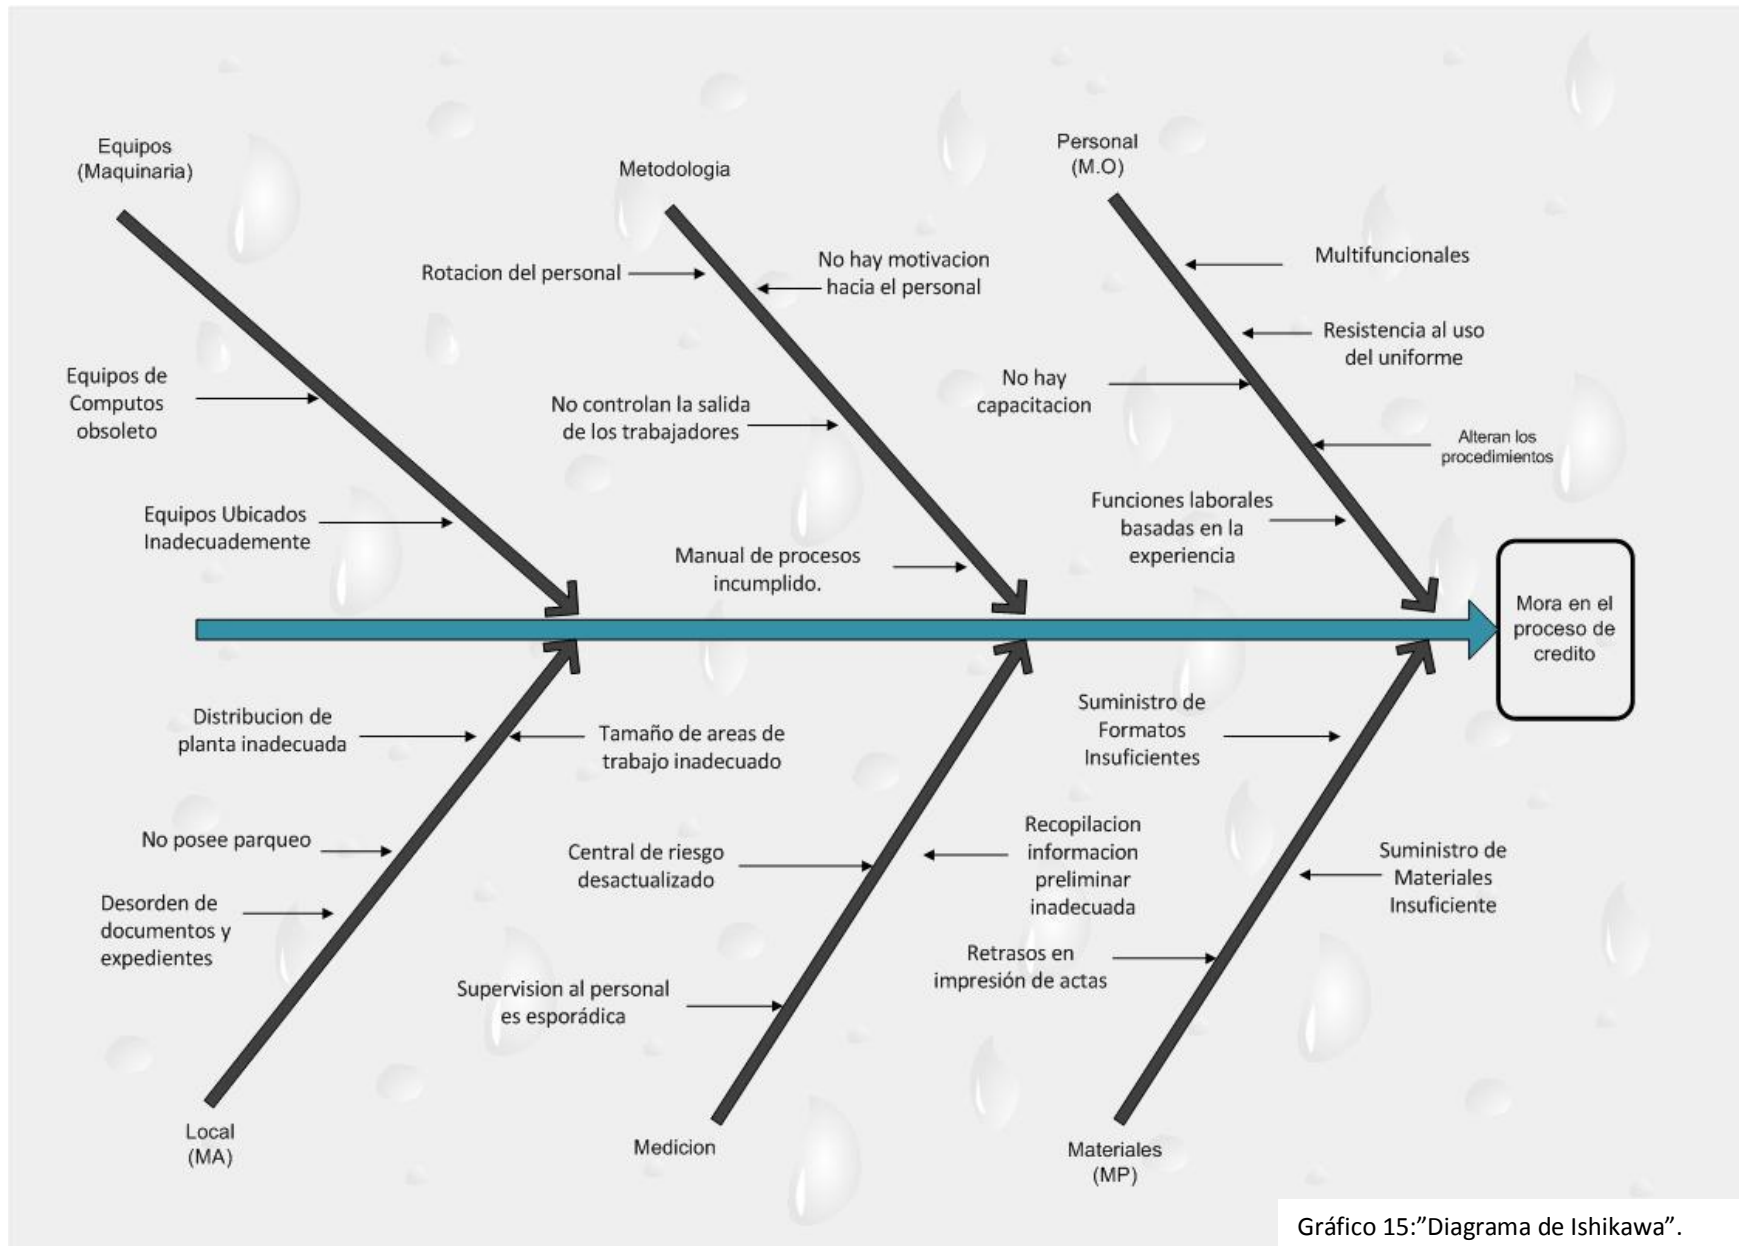 Equipos
(Maquinaria)
Metodologia
Personal
(M.O)
Rotacion del personal
No hay motivacion
hacia el personal
Multifuncionales
Resistencia al uso
del uniforme
Equipos de
Computos
obsoleto
No controlan la salida
de los trabajadores
No hay
capacitacion
Alteran los
procedimientos
Equipos Ubicados
Inadecuademente
Manual de procesos
incumplido.
Funciones laborales
basadas en la
experiencia
Mora en el
proceso de
credito
Distribucion de
planta inadecuada
Tamaño de areas de
trabajo inadecuado
Suministro de
Formatos
Insuficientes
No posee parqueo
Central de riesgo
desactualizado
Recopilacion
informacion
preliminar
inadecuada
Suministro de
Materiales
Insuficiente
Desorden de
documentos y
expedientes
Supervision al personal
es esporádica
Retrasos en
impresión de actas
Local
(MA)
Medicion
Materiales
(MP)
Gráfico 15:”Diagrama de Ishikawa”.